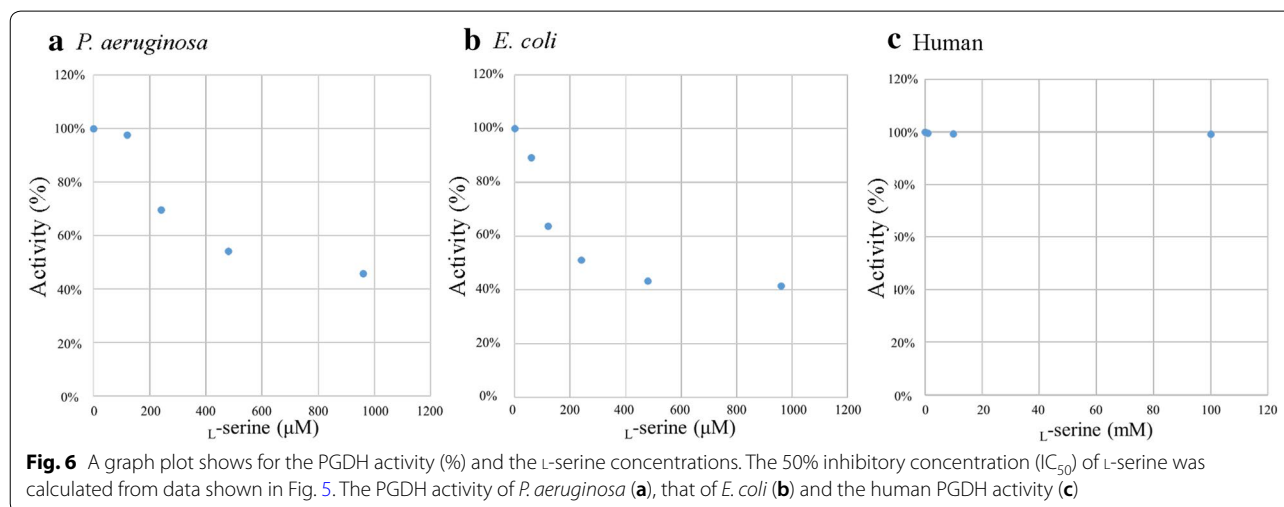 a P. aeruginosa
120%
100%
80%
60%
40%
20%
0%
Activity (%)
0 200 400 600 800 1000 1200
L-serine (μM)
b E. coli
120%
100%
80%
60%
40%
20%
0%
Activity (%)
0 200 400 600 800 1000 1200
L-serine (μM)
c Human
120%
100%
80%
60%
40%
20%
0%
Activity (%)
0 20 40 60 80 100 120
L-serine (mM)
Fig. 6 A graph plot shows for the PGDH activity (%) and the L-serine concentrations. The 50% inhibitory concentration (IC50) of L-serine was
calculated from data shown in Fig. 5. The PGDH activity of P. aeruginosa (a), that of E. coli (b) and the human PGDH activity (c)